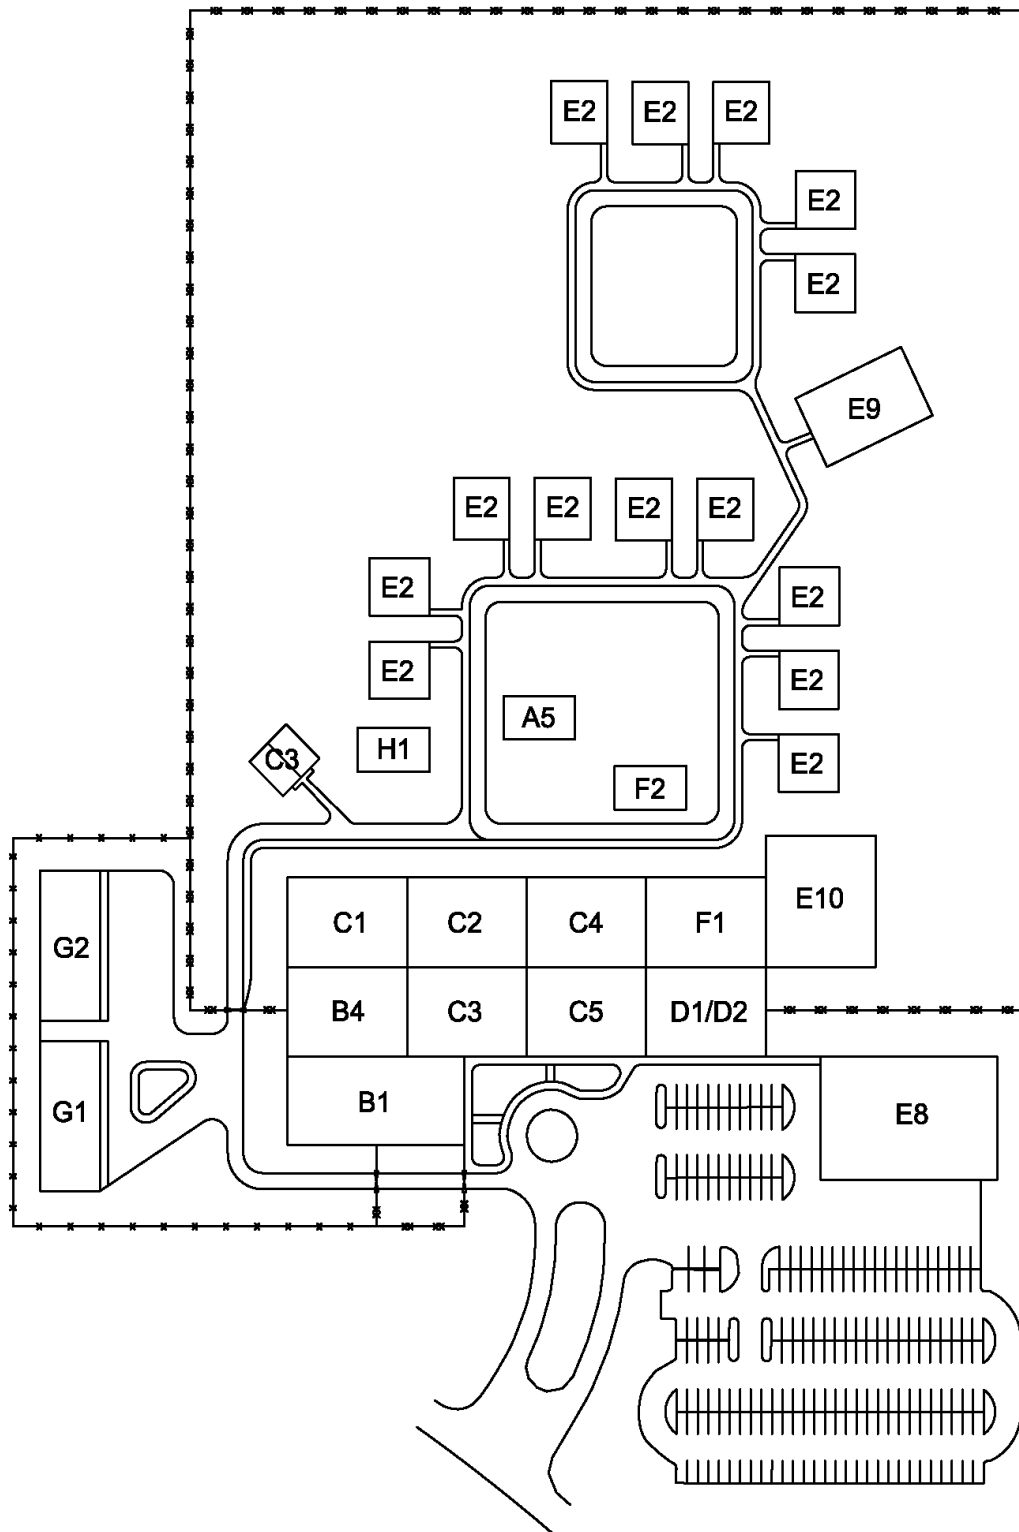 E2 E2 E2
E2
E2
E9
E2 E2 E2 E2
E2 E2
E2 E2
A5
H1 C3 E2
F2
C1 C2 C4 F1 E10
G2
B4 C3 C5 D1/D2
G1 B1 E8